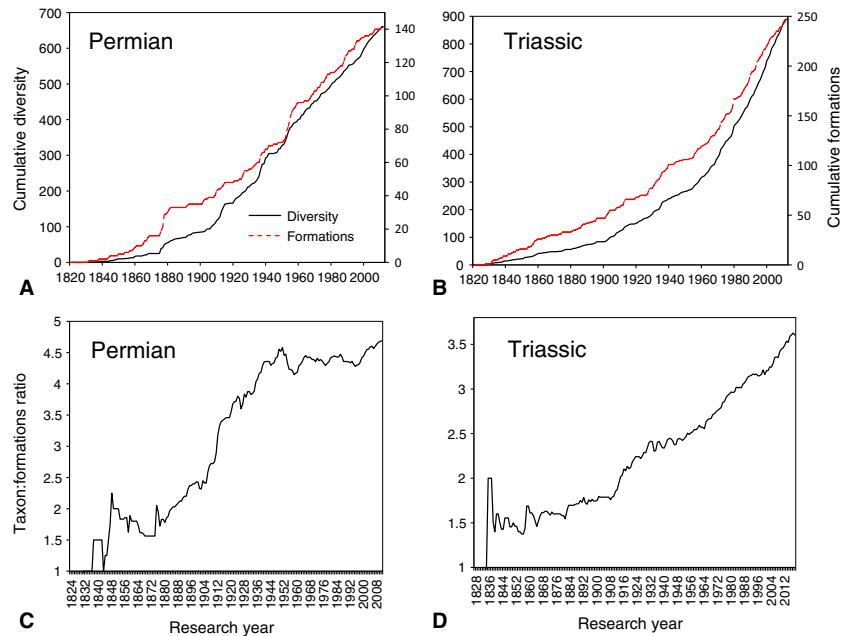 Permian
Cumulative diversity
700
600
500
400
300
200
100
0
140
120
100
80
60
40
20
0
Diversity
Formations
1820 1840 1860 1880 1900 1920 1940 1960 1980 2000
A
Triassic
900
800
700
600
500
400
300
200
100
0
250
200
150
100
50
0
Cumulative formations
1820 1840 1860 1880 1900 1920 1940 1960 1980 2000
B
Permian
Taxon:formations ratio
5
4.5
4
3.5
3
2.5
2
1.5
1
1824 1832 1840 1848 1856 1864 1872 1880 1888 1896 1904 1912 1920 1928 1936 1944 1952 1960 1968 1976 1984 1992 2000 2008
C
Research year
Triassic
3.5
3
2.5
2
1.5
1
1828 1836 1844 1852 1860 1868 1876 1884 1892 1900 1908 1916 1924 1932 1940 1948 1956 1964 1972 1980 1988 1996 2004 2012
D
Research year